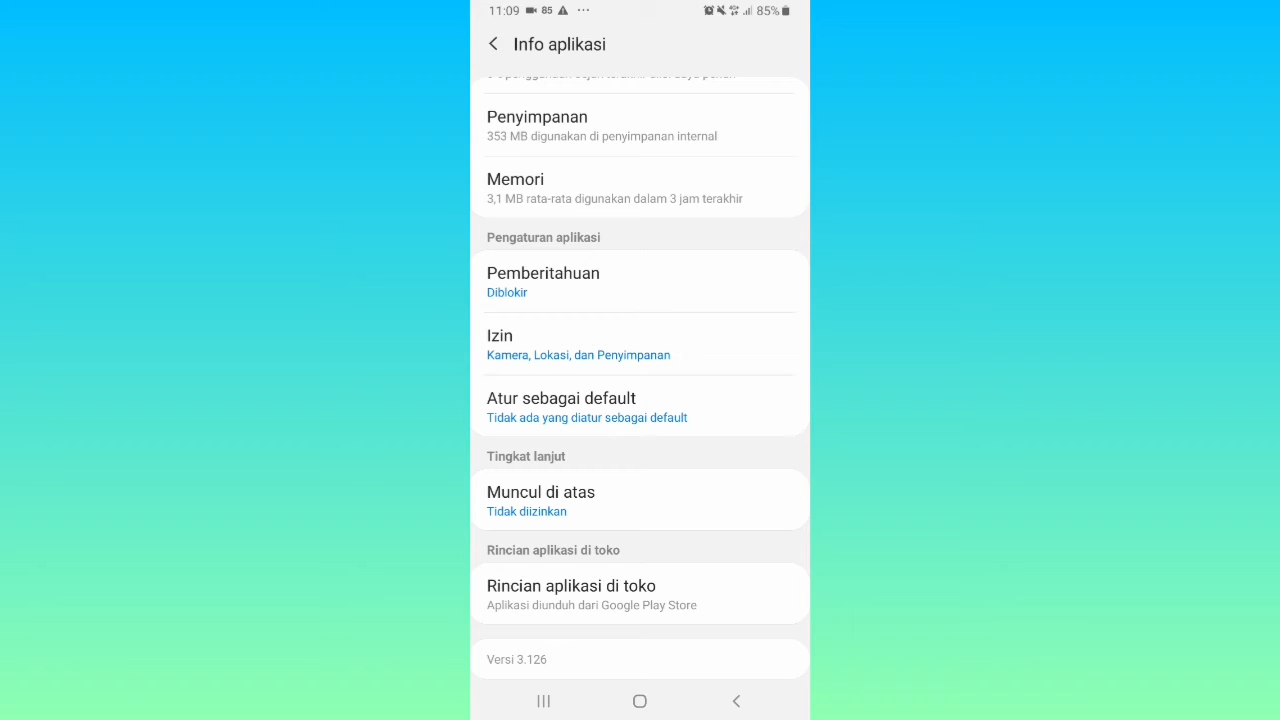 11:09 85 85%
Info aplikasi
Penyimpanan
353 MB digunakan di penyimpanan internal
Memori
3,1 MB rata-rata digunakan dalam 3 jam terakhir
Pengaturan aplikasi
Pemberitahuan
Diblokir
Izin
Kamera, Lokasi, dan Penyimpanan
Atur sebagai default
Tidak ada yang diatur sebagai default
Tingkat lanjut
Muncul di atas
Tidak diizinkan
Rincian aplikasi di toko
Rincian aplikasi di toko
Aplikasi diunduh dari Google Play Store
Versi 3.126